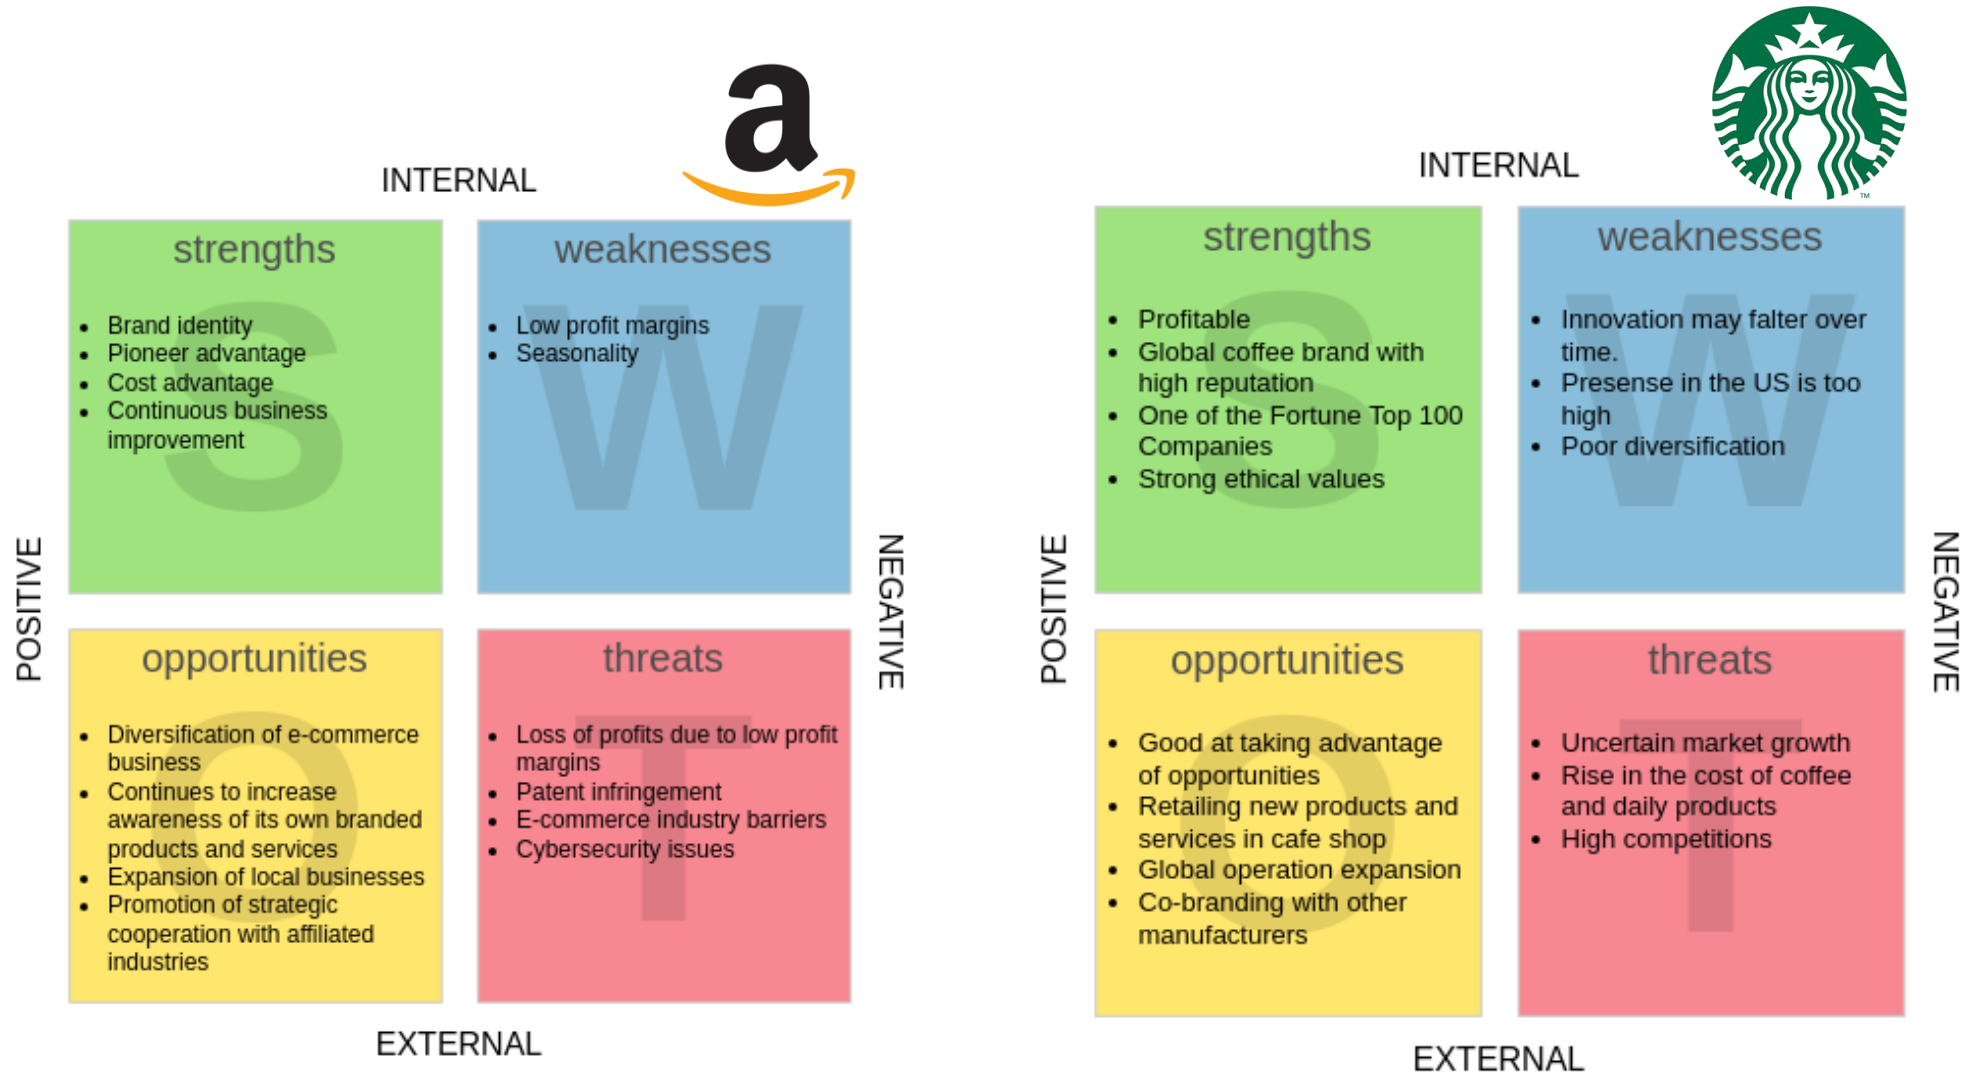 INTERNAL
strengths
• Brand identity
• Pioneer advantage
• Cost advantage
• Continuous business
improvement
weaknesses
• Low profit margins
• Seasonality
POSITIVE
NEGATIVE
opportunities
• Diversification of e-commerce
business
• Continues to increase
awareness of its own branded
products and services
• Expansion of local businesses
• Promotion of strategic
cooperation with affiliated
industries
threats
• Loss of profits due to low profit
margins
• Patent infringement
• E-commerce industry barriers
• Cybersecurity issues
EXTERNAL
a
S
W
O
T
TM
INTERNAL
strengths
• Profitable
• Global coffee brand with
high reputation
• One of the Fortune Top 100
Companies
• Strong ethical values
weaknesses
• Innovation may falter over
time.
• Presense in the US is too
high
• Poor diversification
POSITIVE
NEGATIVE
opportunities
• Good at taking advantage
of opportunities
• Retailing new products and
services in cafe shop
• Global operation expansion
• Co-branding with other
manufacturers
threats
• Uncertain market growth
• Rise in the cost of coffee
and daily products
• High competitions
EXTERNAL
S
W
O
T